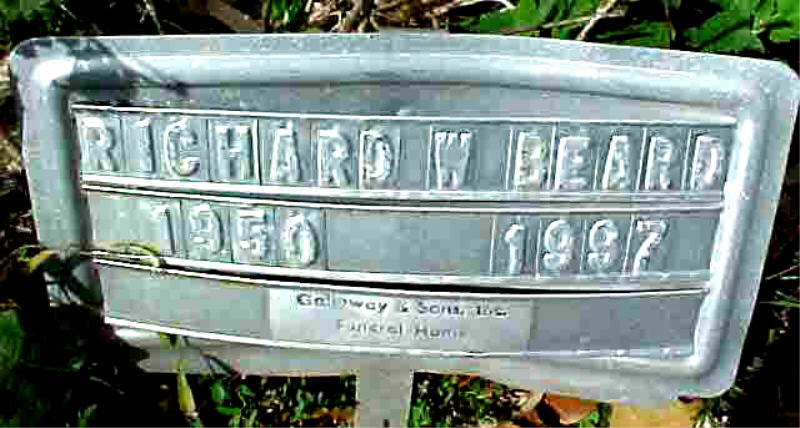 RICHARD W BEARD
1950 1997
Galloway & Sons, Inc.
Funeral Home